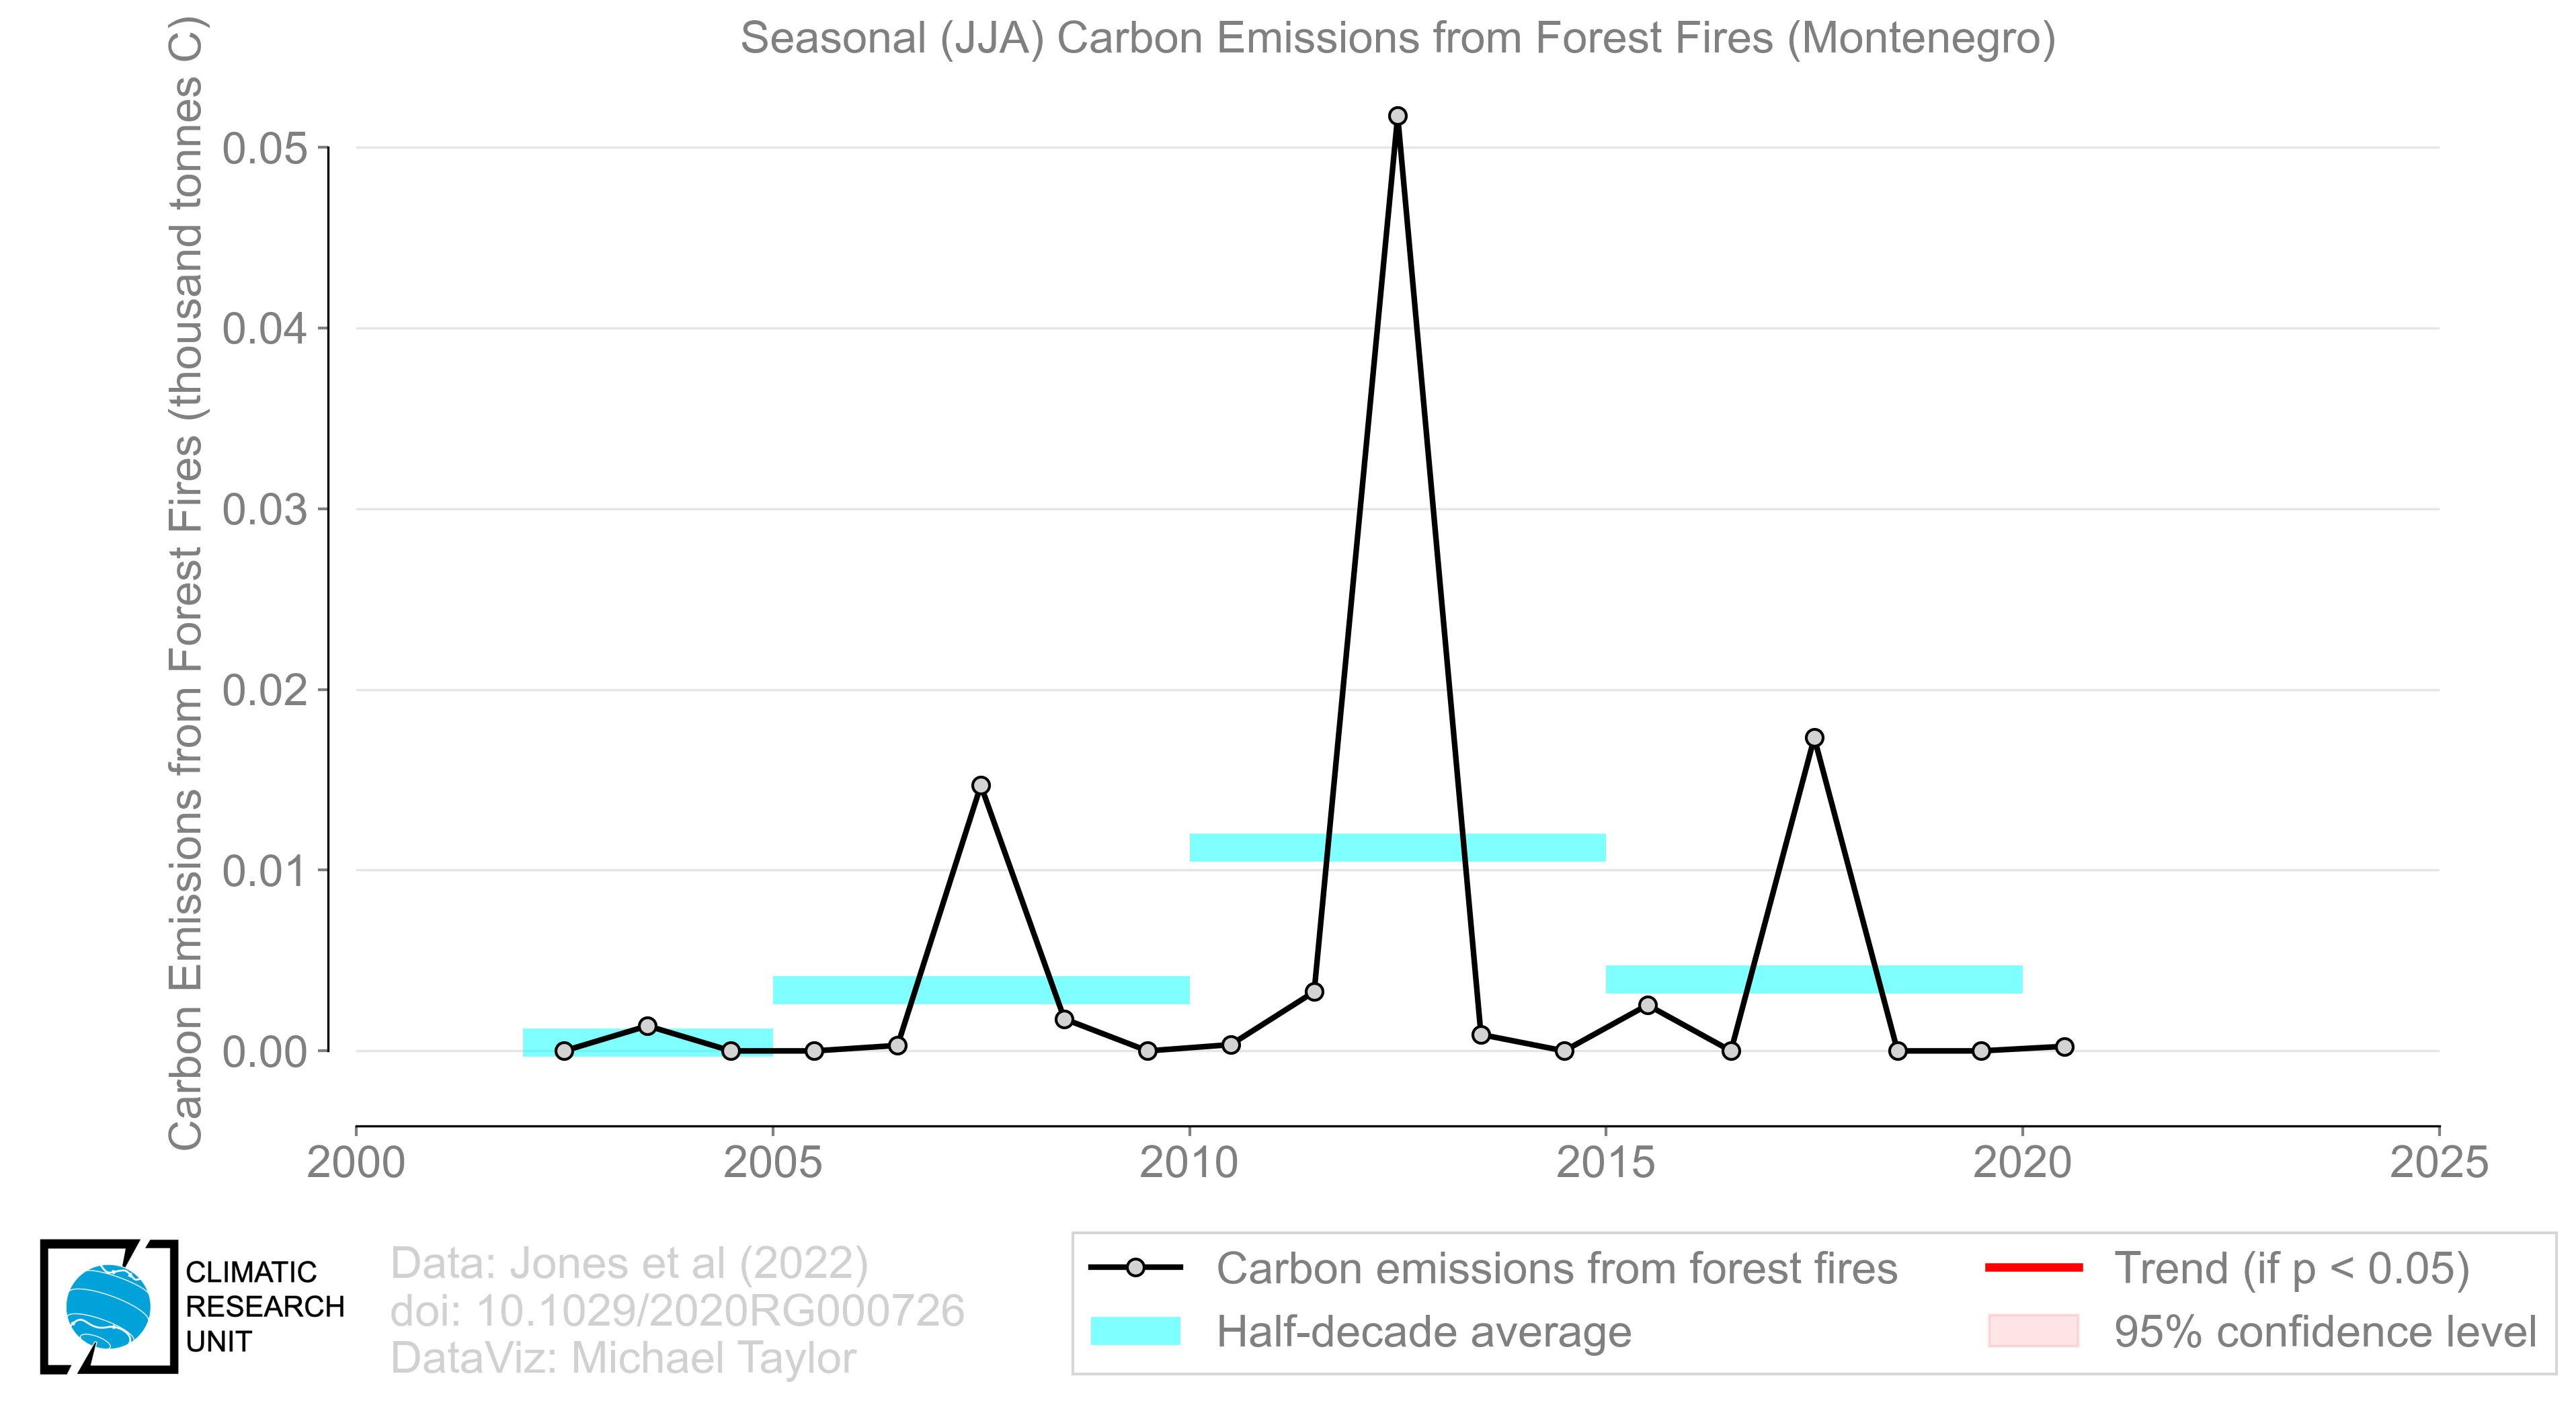 Seasonal (JJA) Carbon Emissions from Forest Fires (Montenegro)
Carbon Emissions from Forest Fires (thousand tonnes C)
0.05
0.04
0.03
0.02
0.01
0.00
2000
2005
2010
2015
2020
2025
CLIMATIC
RESEARCH
UNIT
Data: Jones et al (2022)
doi: 10.1029/2020RG000726
DataViz: Michael Taylor
Carbon emissions from forest fires
Half-decade average
Trend (if p < 0.05)
95% confidence level